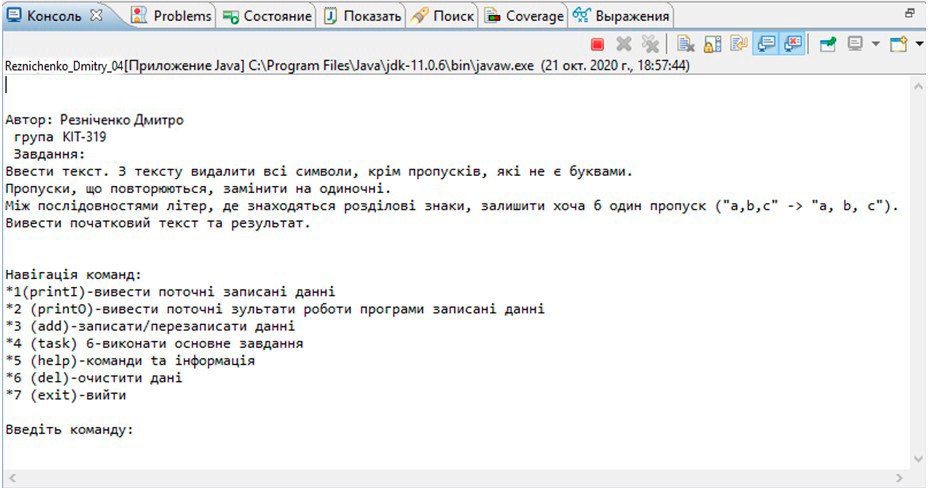 Консоль Problems Состояние Показать Поиск Coverage Выражения
Reznichenko_Dmitry_04[Приложение Java] C:\Program Files\Java\jdk-11.0.6\bin\javaw.exe (21 окт. 2020 г., 18:57:44)
Автор: Резніченко Дмитро
група КІТ-319
Завдання:
Ввести текст. З тексту видалити всі символи, крім пропусків, які не є буквами.
Пропуски, що повторюються, замінити на одиночні.
Між послідовностями літер, де знаходяться розділові знаки, залишити хоча б один пропуск ("a,b,c" -> "a, b, c").
Вивести початковий текст та результат.
Навігація команд:
*1(printI)-вивести поточні записані данні
*2 (printO)-вивести поточні зультати роботи програми записані данні
*3 (add)-записати/перезаписати данні
*4 (task) 6-виконати основне завдання
*5 (help)-команди та інформація
*6 (del)-очистити дані
*7 (exit)-вийти
Введіть команду: